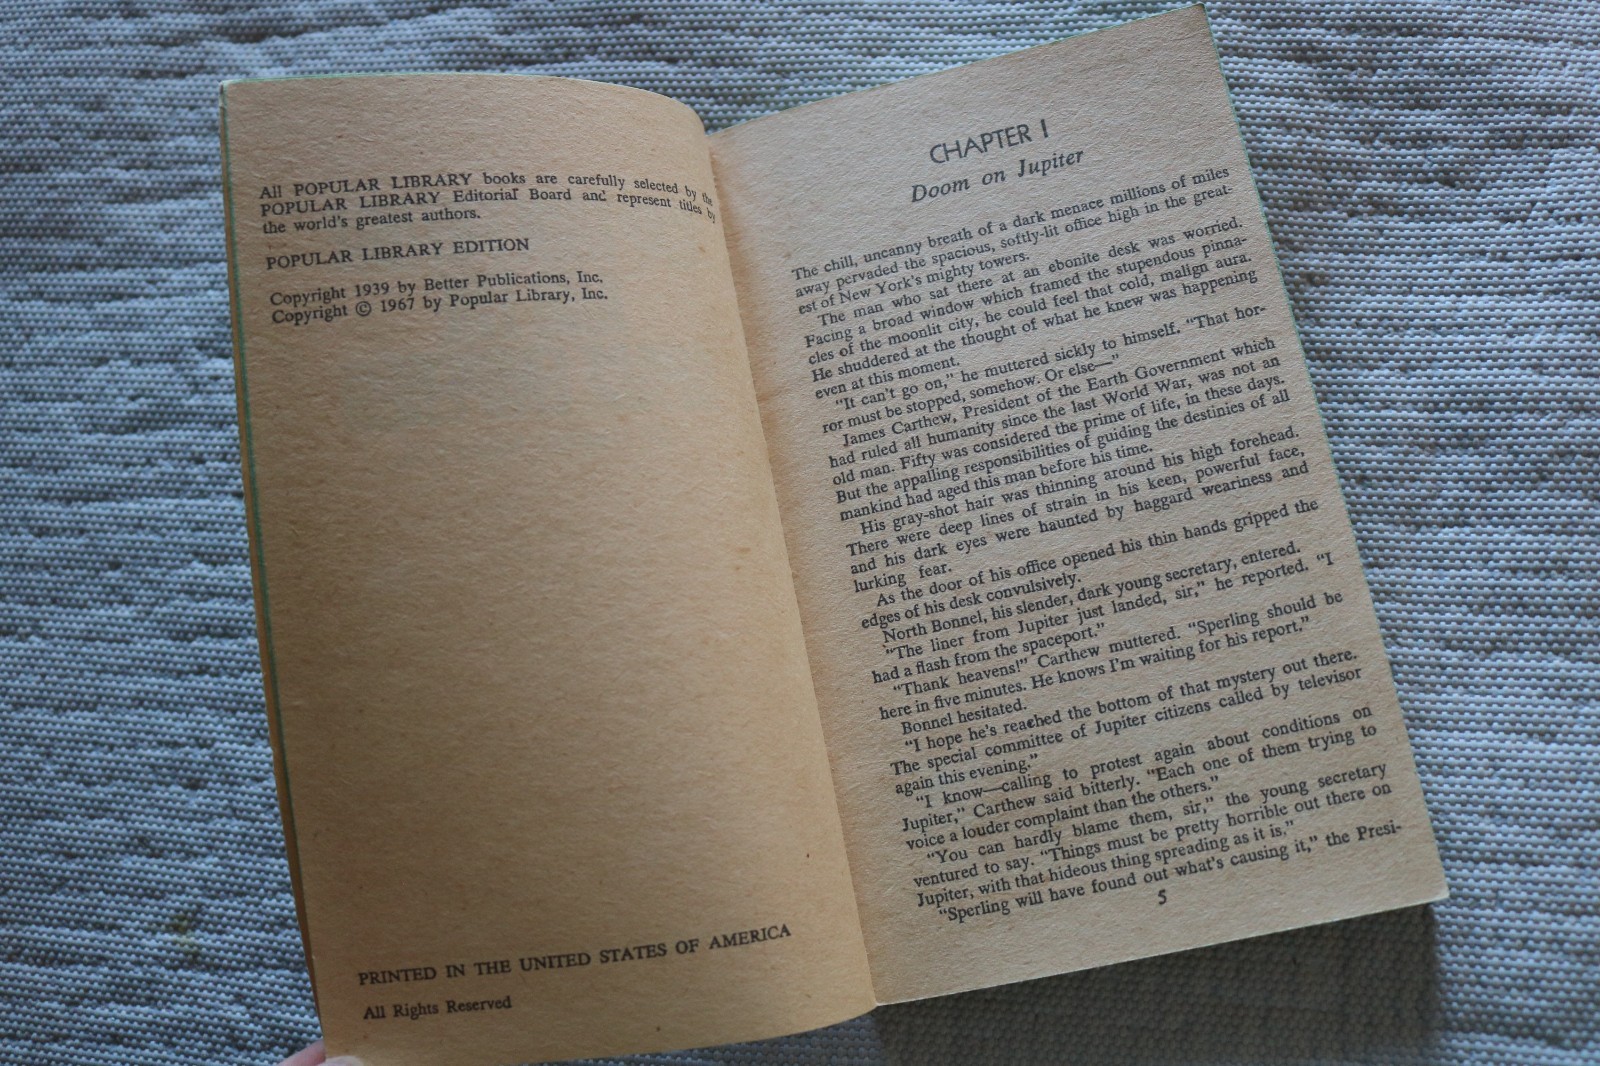 All POPULAR LIBRARY books are carefully selected by the
POPULAR LIBRARY Editorial Board and represent titles by
the world's greatest authors.
POPULAR LIBRARY EDITION
Copyright 1939 by Better Publications, Inc.
Copyright © 1967 by Popular Library, Inc.
PRINTED IN THE UNITED STATES OF AMERICA
All Rights Reserved
CHAPTER I
Doom on Jupiter
The chill, uncanny breath of a dark menace millions of miles
away pervaded the spacious, softly-lit office high in the great-
est of New York's mighty towers.
The man who sat there at an ebonite desk was worried.
Facing a broad window which framed the stupendous pinna-
cles of the moonlit city, he could feel that cold, malign aura.
He shuddered at the thought of what he knew was happening
even at this moment.
"It can't go on," he muttered sickly to himself. "That hor-
ror must be stopped, somehow. Or else—"
James Carthew, President of the Earth Government which
had ruled all humanity since the last World War, was not an
old man. Fifty was considered the prime of life, in these days.
But the appalling responsibilities of guiding the destinies of all
mankind had aged this man before his time.
His gray-shot hair was thinning around his high forehead.
There were deep lines of strain in his keen, powerful face,
and his dark eyes were haunted by haggard weariness and
lurking fear.
As the door of his office opened his thin hands gripped the
edges of his desk convulsively.
North Bonnel, his slender, dark young secretary, entered.
"The liner from Jupiter just landed, sir," he reported. "I
had a flash from the spaceport."
"Thank heavens!" Carthew muttered. "Sperling should be
here in five minutes. He knows I'm waiting for his report."
Bonnel hesitated.
"I hope he's reached the bottom of that mystery out there.
The special committee of Jupiter citizens called by televisor
again this evening."
"I know—calling to protest again about conditions on
Jupiter," Carthew said bitterly. "Each one of them trying to
voice a louder complaint than the others."
"You can hardly blame them, sir," the young secretary
ventured to say. "Things must be pretty horrible out there on
Jupiter, with that hideous thing spreading as it is,"
"Sperling will have found out what's causing it," the Presi-
5